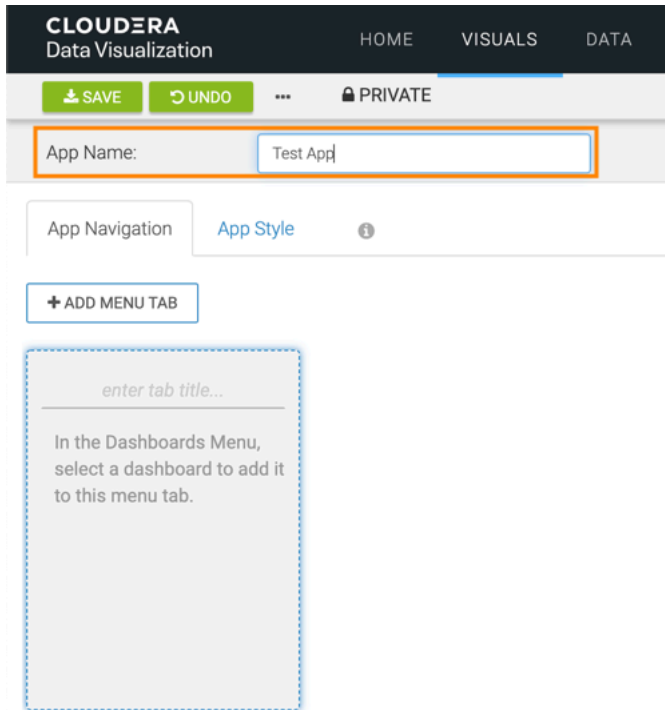 CLOUDERA
Data Visualization
HOME
VISUALS
DATA
SAVE
UNDO
PRIVATE
App Name:
Test App
App Navigation
App Style
+ ADD MENU TAB
enter tab title...
In the Dashboards Menu,
select a dashboard to add it
to this menu tab.